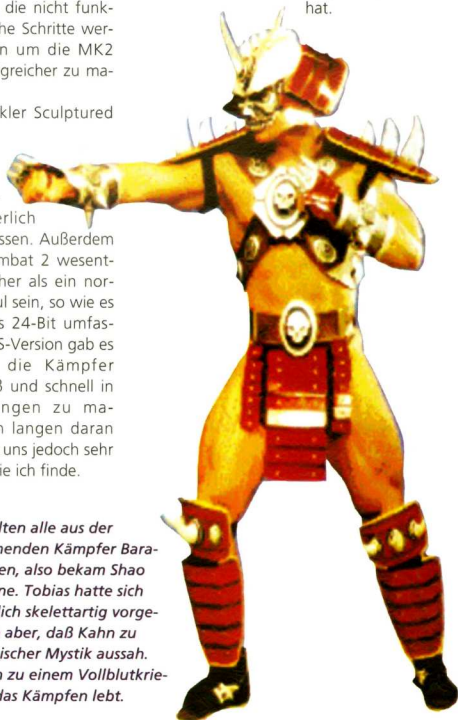 die nicht funk-
he Schritte wer-
n um die MK2
greicher zu ma-
kler Sculptured
erlich
ssen. Außerdem
mbat 2 wesent-
her als ein nor-
ul sein, so wie es
s 24-Bit umfas-
S-Version gab es
die Kämpfer
und schnell in
ngen zu ma-
langen daran
uns jedoch sehr
ie ich finde.
lten alle aus der
menden Kämpfer Bara-
en, also bekam Shao
ne. Tobias hatte sich
lich skelettartig vorge-
aber, daß Kahn zu
ischer Mystik aussah.
zu einem Vollblutkrie-
das Kämpfen lebt.
hat.